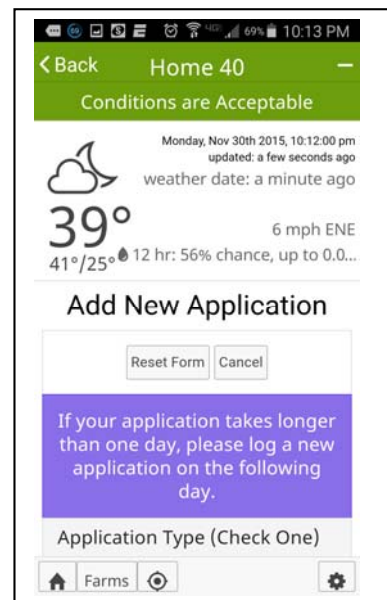 69% 10:13 PM
Back Home 40
Conditions are Acceptable
Monday, Nov 30th 2015, 10:12:00 pm
updated: a few seconds ago
weather date: a minute ago
39°
6 mph ENE
41°/25° 12 hr: 56% chance, up to 0.0...
Add New Application
Reset Form Cancel
If your application takes longer
than one day, please log a new
application on the following
day.
Application Type (Check One)
Farms